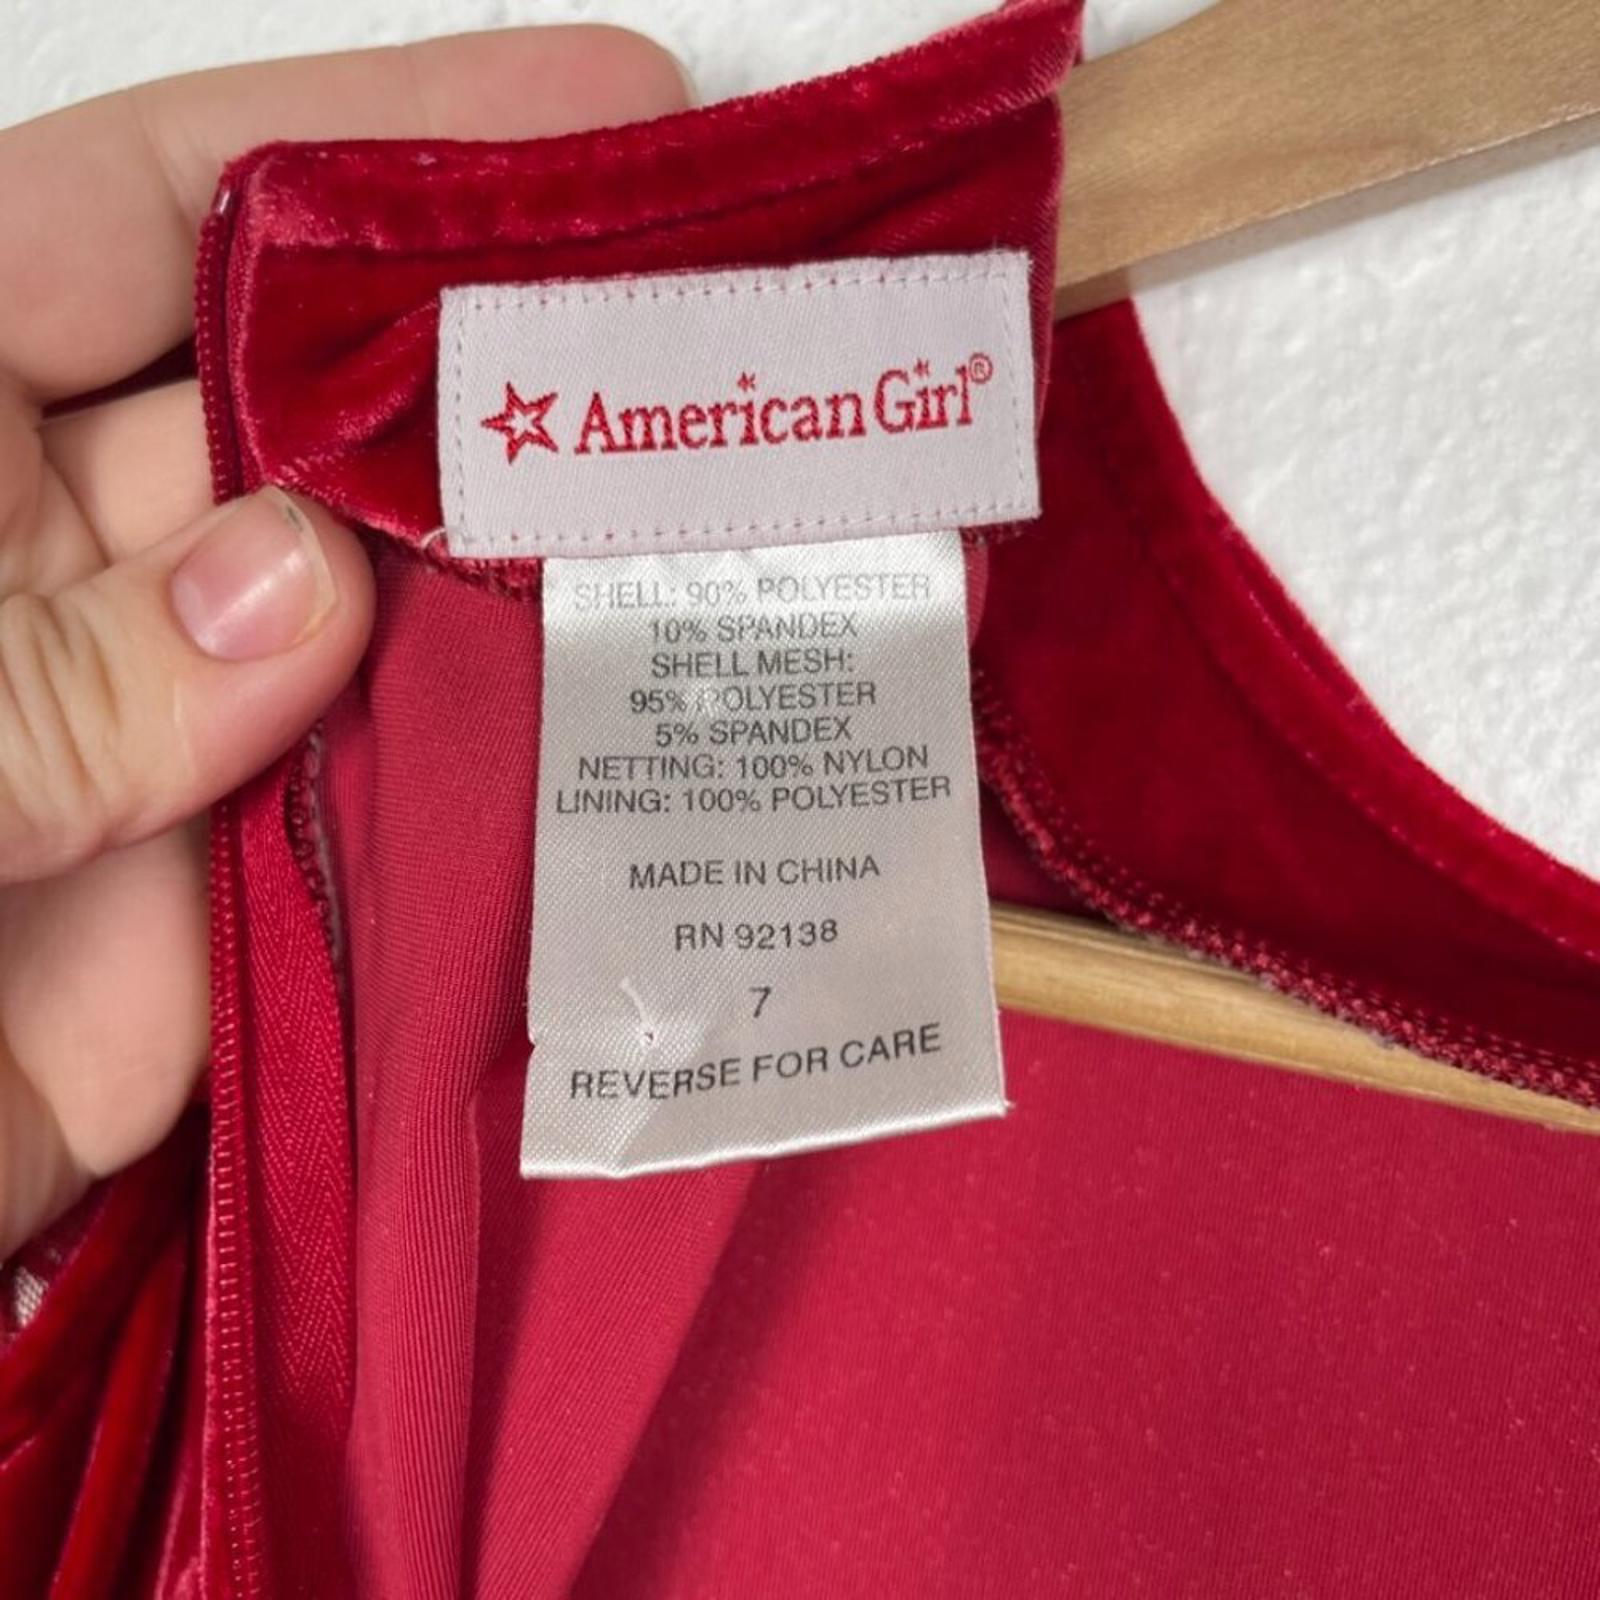 American Girl®
SHELL: 90% POLYESTER
10% SPANDEX
SHELL MESH:
95% POLYESTER
5% SPANDEX
NETTING: 100% NYLON
LINING: 100% POLYESTER
MADE IN CHINA
RN 92138
7
REVERSE FOR CARE